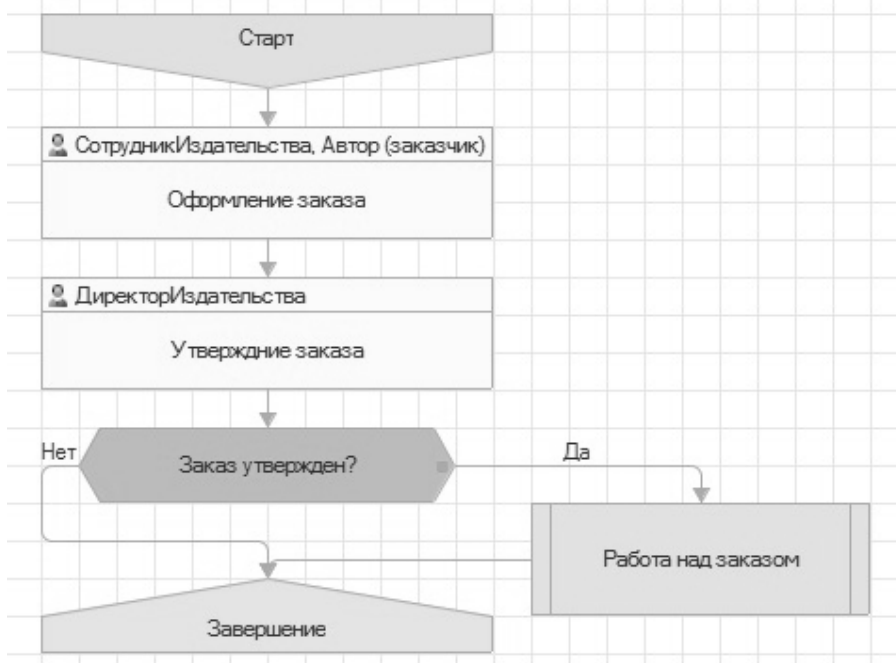 Старт
СотрудникИздательства, Автор (заказчик)
Оформление заказа
ДиректорИздательства
Утверждние заказа
Нет
Заказ утвержден?
Да
Работа над заказом
Завершение